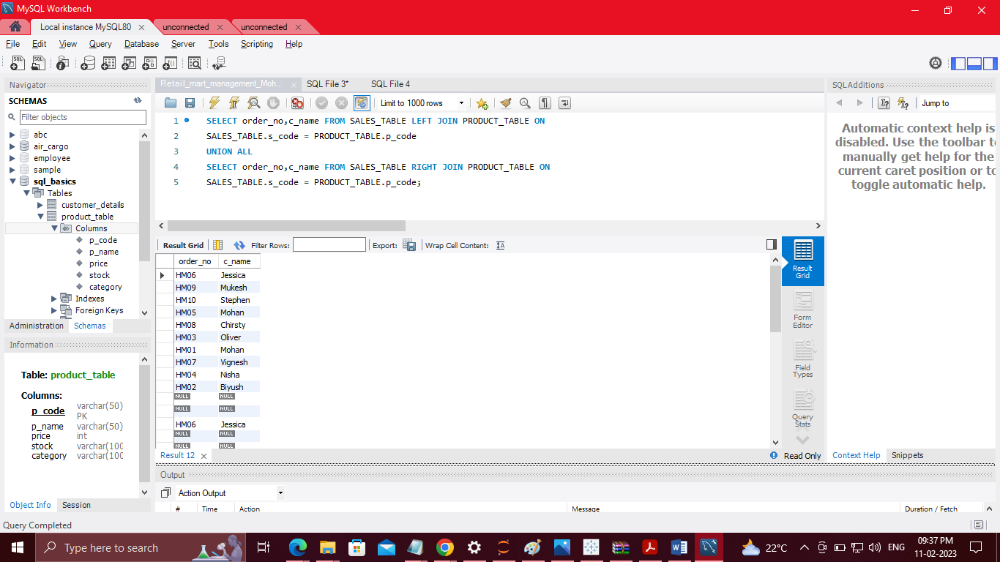 MySQL Workbench
Local instance MySQL80
unconnected
unconnected
File Edit View Query Database Server Tools Scripting Help
Navigator
SCHEMAS
Filter objects
abc
air_cargo
employee
sample
sql_basics
Tables
customer_details
product_table
Columns
p_code
p_name
price
stock
category
Indexes
Foreign Keys
Administration Schemas
Information
Table: product_table
Columns:
p_code varchar(50) PK
p_name varchar(50)
price int
stock varchar(100
category varchar(100
Object Info Session
Retail_mart_management_Moh... SQL File 3* SQL File 4
Limit to 1000 rows
1 SELECT order_no,c_name FROM SALES_TABLE LEFT JOIN PRODUCT_TABLE ON
2 SALES_TABLE.s_code = PRODUCT_TABLE.p_code
3 UNION ALL
4 SELECT order_no,c_name FROM SALES_TABLE RIGHT JOIN PRODUCT_TABLE ON
5 SALES_TABLE.s_code = PRODUCT_TABLE.p_code;
Result Grid Filter Rows: Export: Wrap Cell Content:
order_no c_name
HM06 Jessica
HM09 Mukesh
HM10 Stephen
HM05 Mohan
HM08 Chirsty
HM03 Oliver
HM01 Mohan
HM07 Vignesh
HM04 Nisha
HM02 Biyush
NULL NULL
NULL NULL
HM06 Jessica
NULL NULL
NULL NULL
Result Grid
Form Editor
Field Types
Query Stats
Result 12
Read Only
SQLAdditions
Jump to
Automatic context help is
disabled. Use the toolbar to
manually get help for the
current caret position or to
toggle automatic help.
Context Help Snippets
Output
Action Output
# Time Action Message Duration / Fetch
Query Completed
Type here to search
22°C
ENG
09:37 PM
11-02-2023